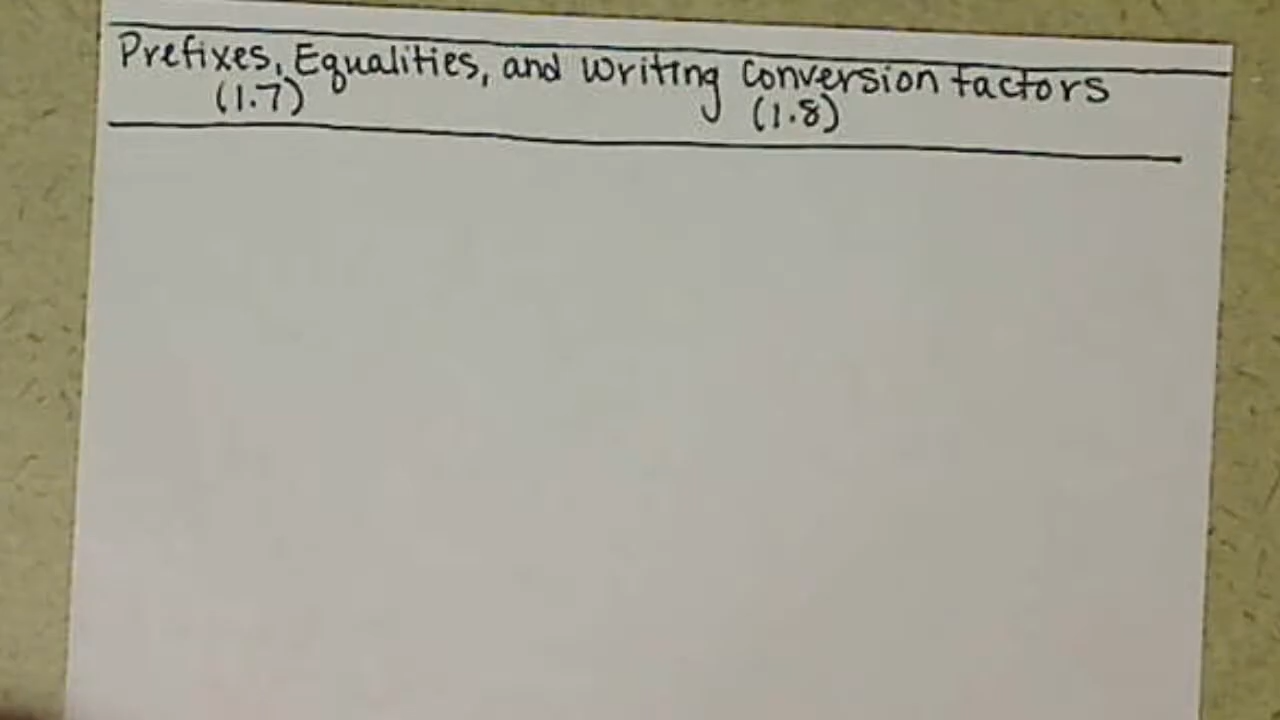 Prefixes, Equalities, and Writing Conversion Factors
(1.7) (1.8)